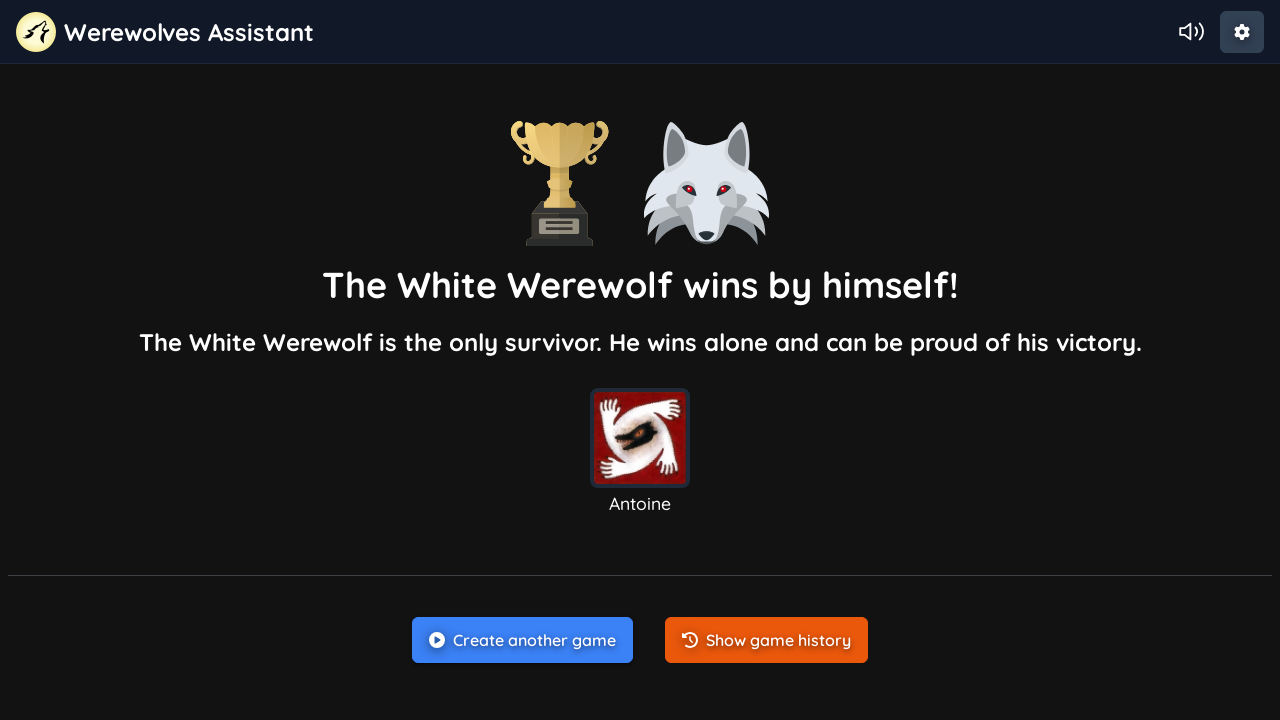 Werewolves Assistant
The White Werewolf wins by himself!
The White Werewolf is the only survivor. He wins alone and can be proud of his victory.
Antoine
Create another game
Show game history